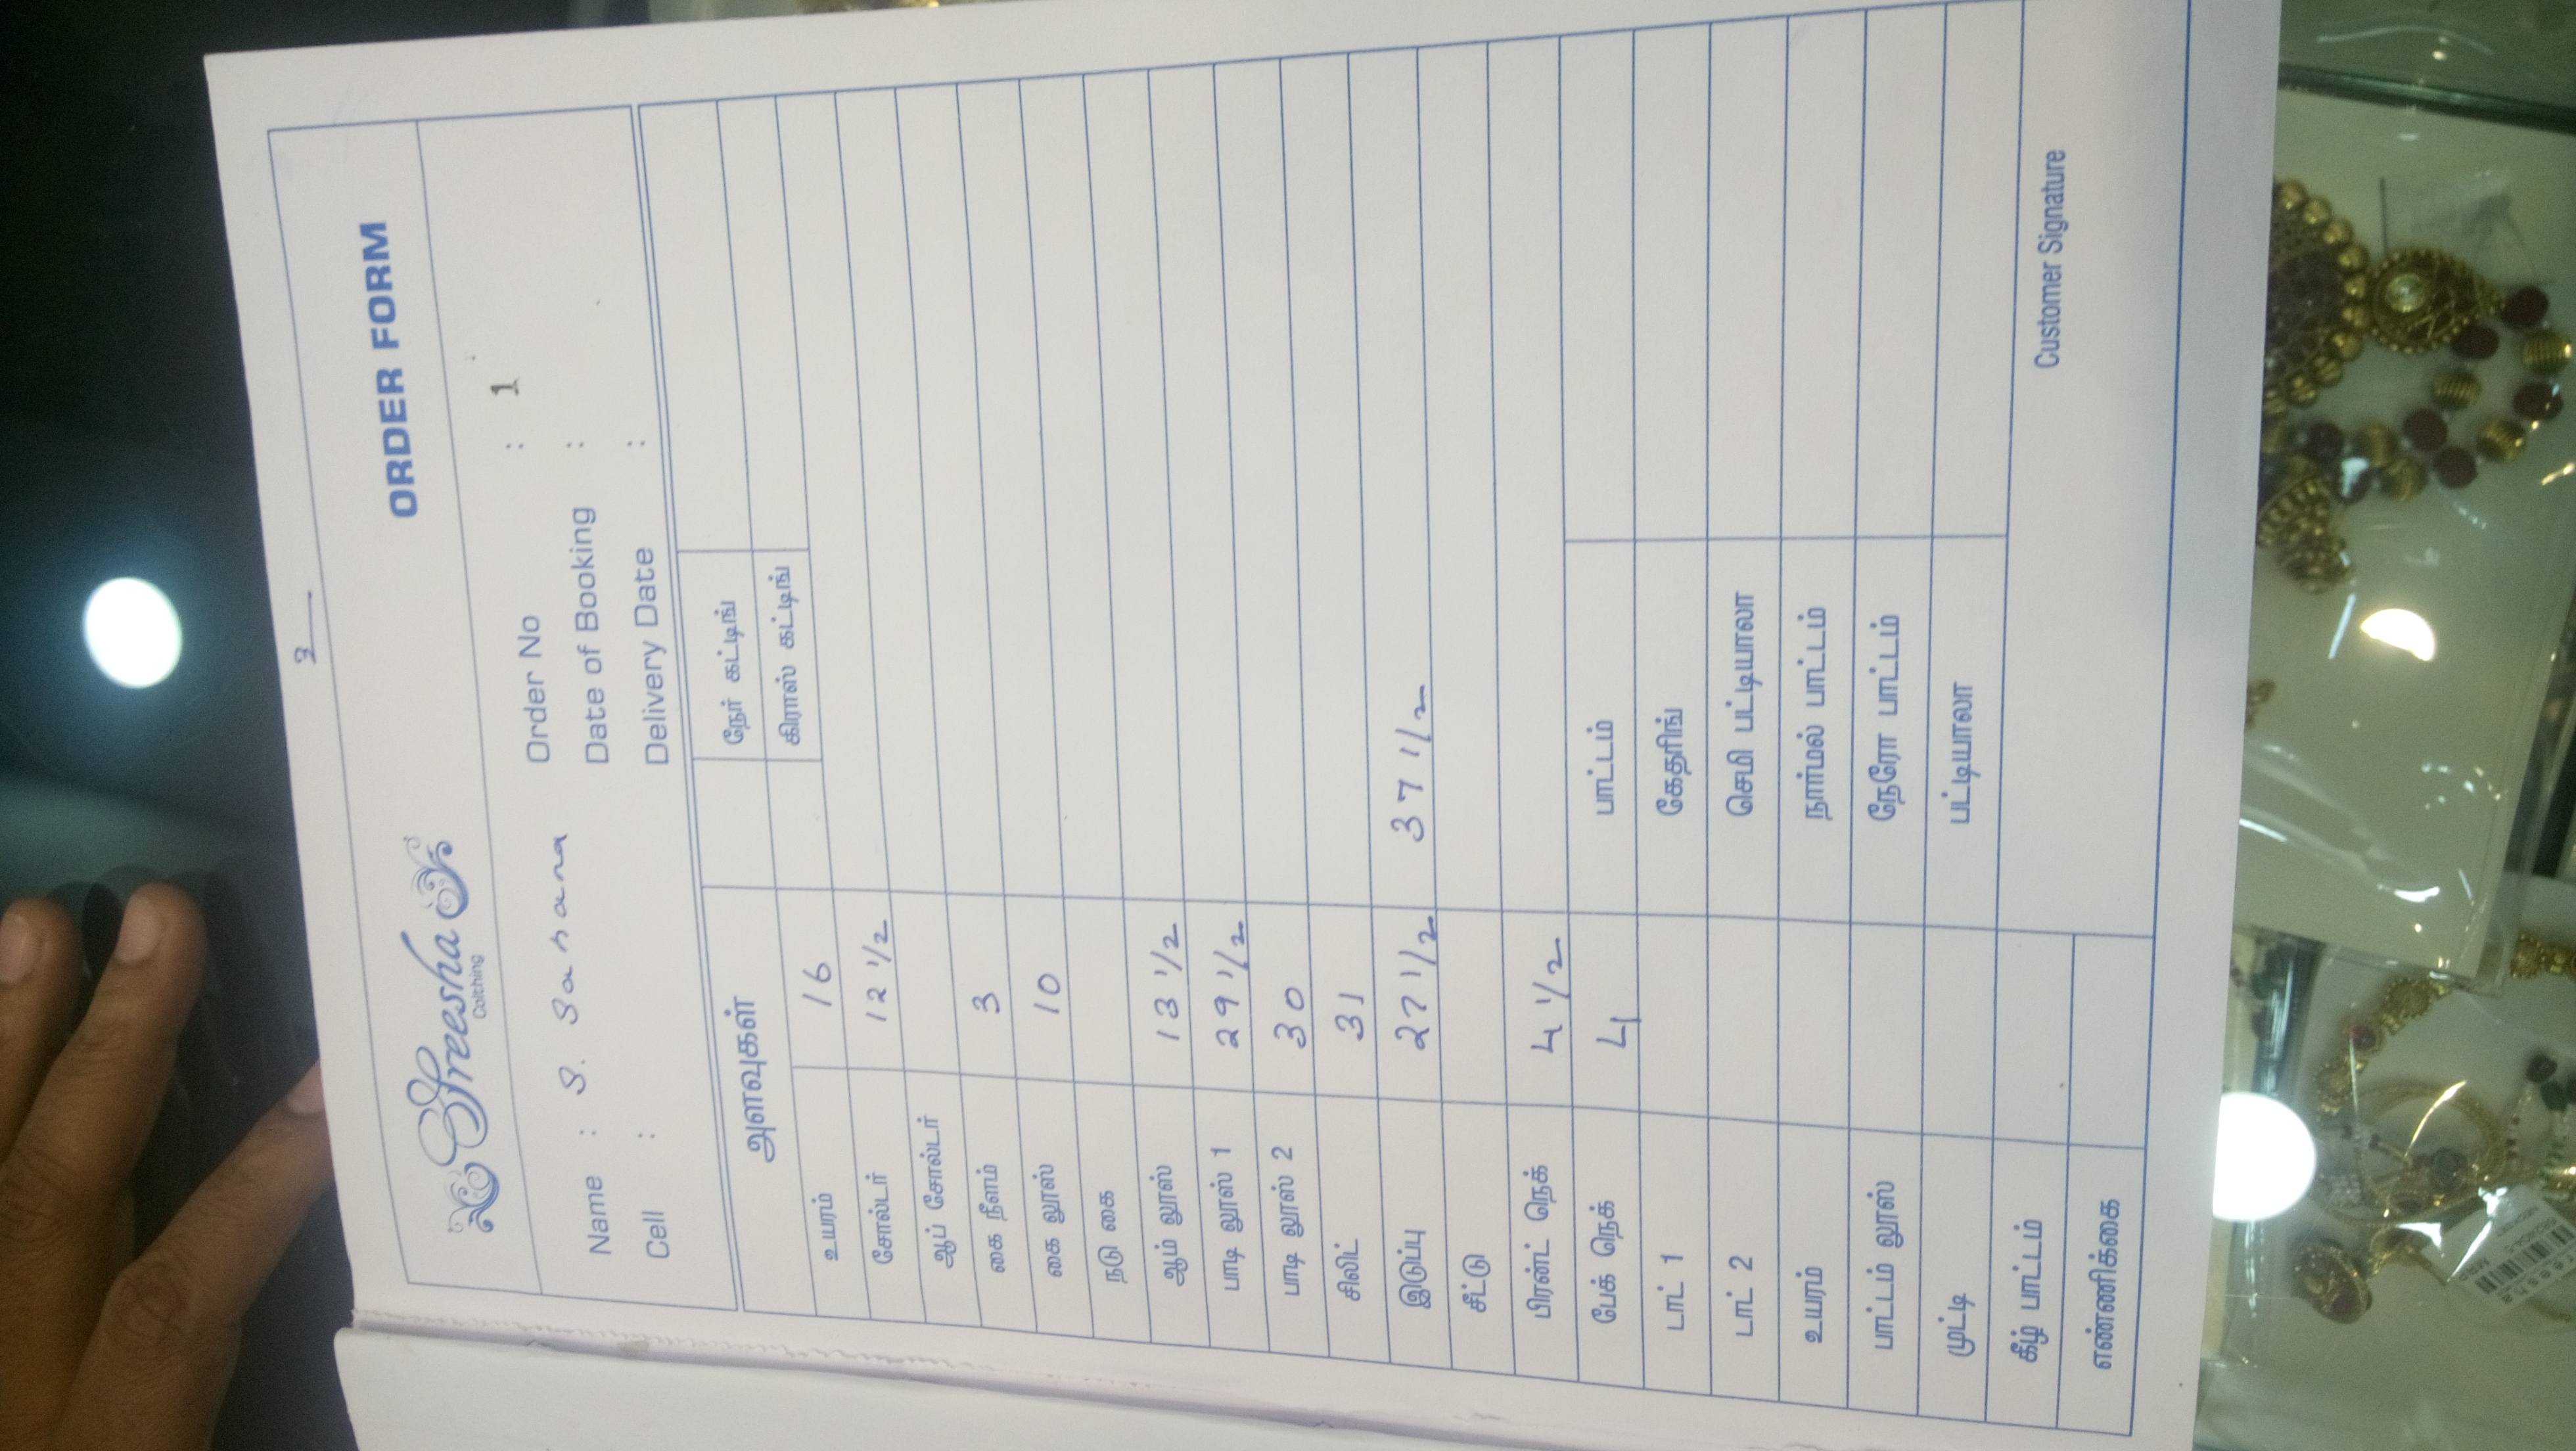 3
Sreesha
Colthing
ORDER FORM
Name : S. Sahana
Order No : 1
Date of Booking :
Cell :
Delivery Date :
அளவுகள்
நேர் கட்டிங்
கிராஸ் கட்டிங்
உயரம் 16
சோல்டர் 12 1/2
ஆப் சோல்டர்
கை நீளம் 3
கை லூஸ் 10
நடு கை
ஆம் லூஸ் 13 1/2
பாடி லூஸ் 1 29 1/2
பாடி லூஸ் 2 30
சிலிட் 31
இடுப்பு 27 1/2 37 1/2
சீட்டு
பிரன்ட் நெக் 4 1/2
பேக் நெக் 4 பாட்டம்
டாட் 1 கேதரிங்
டாட் 2 செமி பட்டியாலா
உயரம் நார்மல் பாட்டம்
பாட்டம் லூஸ் நேரோ பாட்டம்
முட்டி பட்டியாலா
கீழ் பாட்டம்
Customer Signature
எண்ணிக்கை